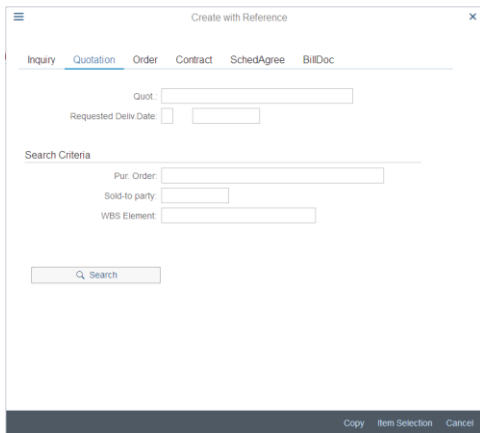 Create with Reference
Inquiry Quotation Order Contract SchedAgree BillDoc
Quot.:
Requested Deliv.Date:
Search Criteria
Pur. Order:
Sold-to party:
WBS Element:
Search
Copy Item Selection Cancel